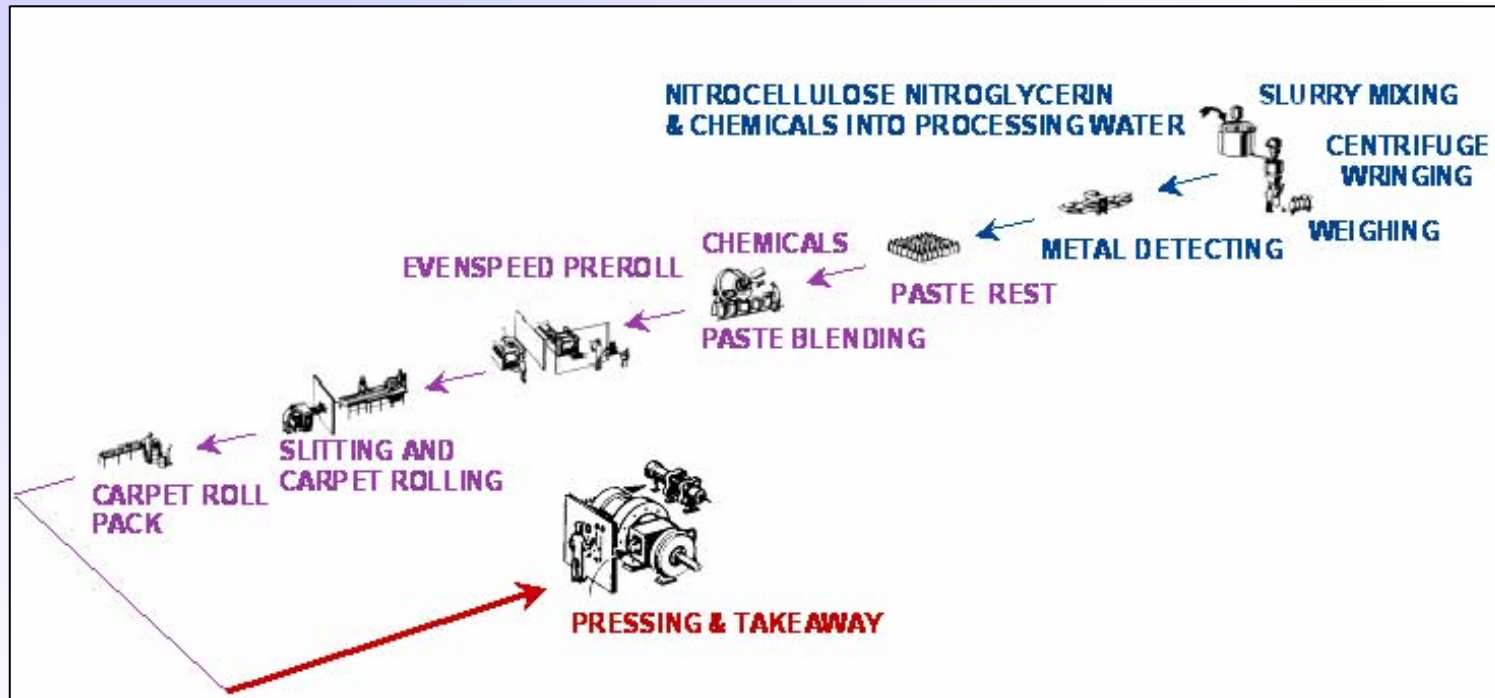 NITROCELLULOSE NITROGLYCERIN
& CHEMICALS INTO PROCESSING WATER
SLURRY MIXING
CENTRIFUGE
WRINGING
WEIGHING
METAL DETECTING
PASTE REST
CHEMICALS
PASTE BLENDING
EVENSPEED PREROLL
SLITTING AND
CARPET ROLLING
CARPET ROLL
PACK
PRESSING & TAKEAWAY